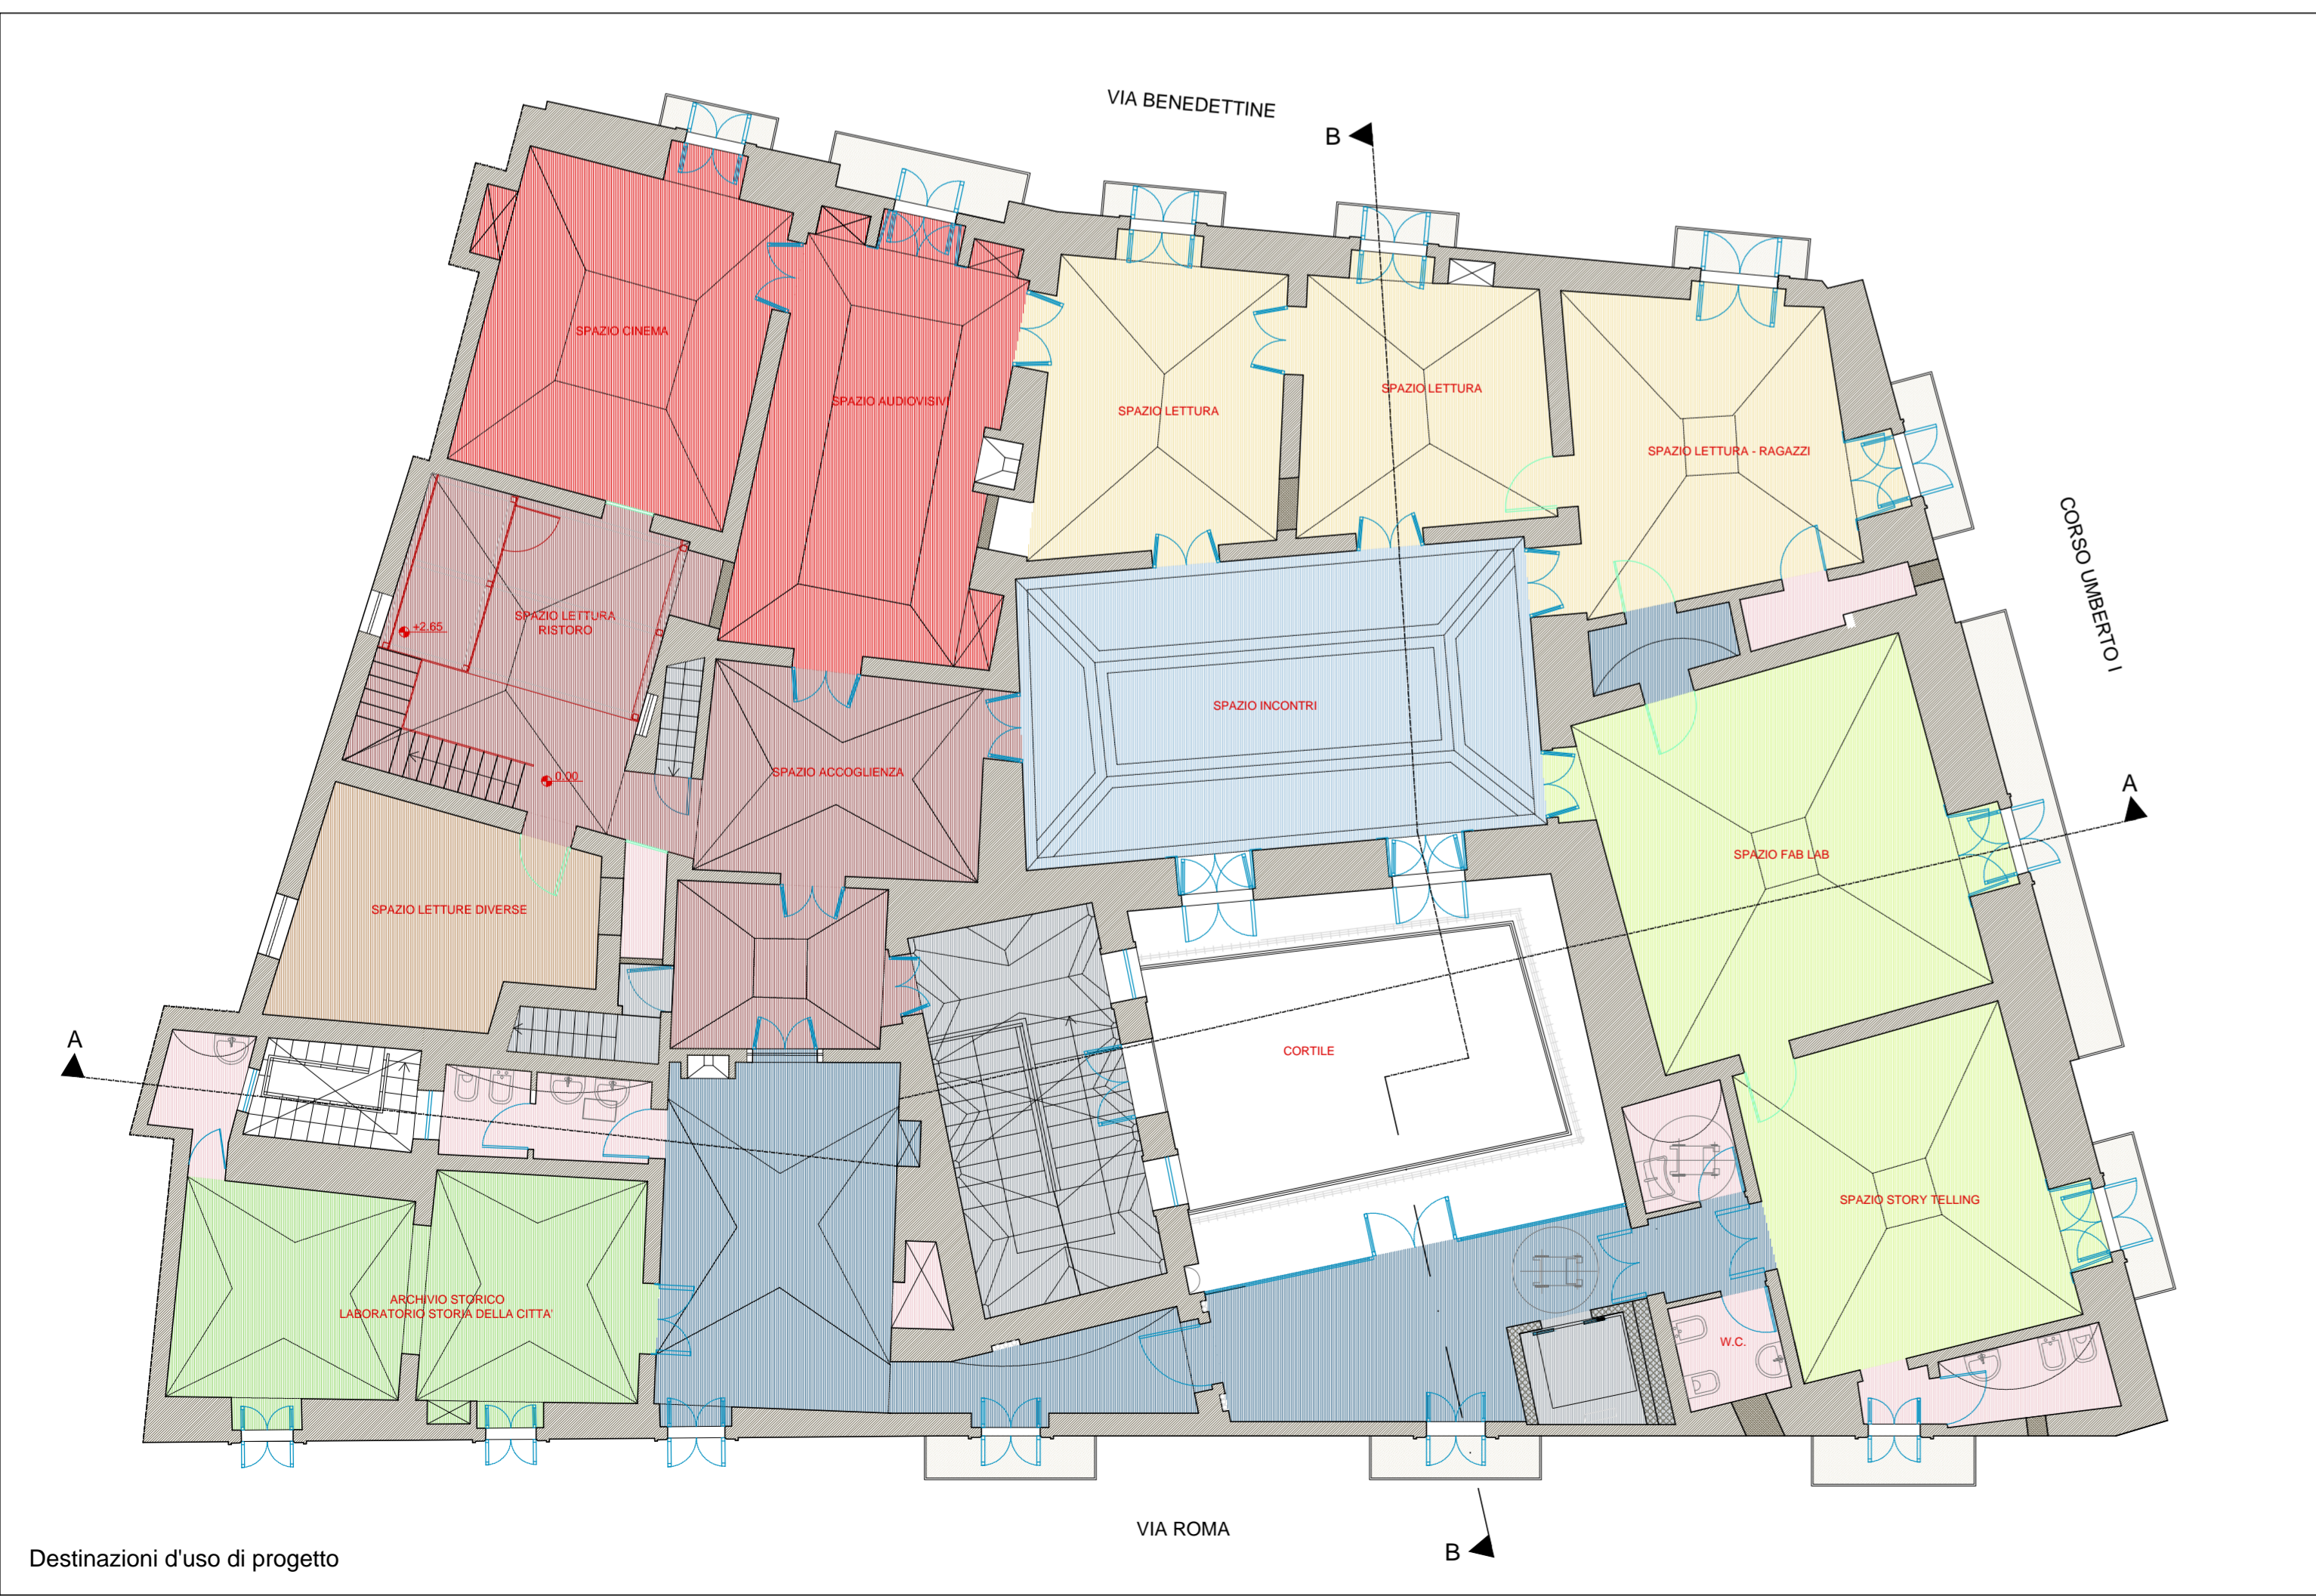 VIA BENEDETTINE
B
SPAZIO CINEMA
SPAZIO AUDIOVISIVI
SPAZIO LETTURA
SPAZIO LETTURA
SPAZIO LETTURA - RAGAZZI
CORSO UMBERTO I
SPAZIO LETTURA
RISTORO
+2.65
SPAZIO INCONTRI
SPAZIO ACCOGLIENZA
0.00
A
SPAZIO FAB LAB
SPAZIO LETTURE DIVERSE
A
CORTILE
SPAZIO STORY TELLING
ARCHIVIO STORICO
LABORATORIO STORIA DELLA CITTA'
W.C.
VIA ROMA
B
Destinazioni d'uso di progetto